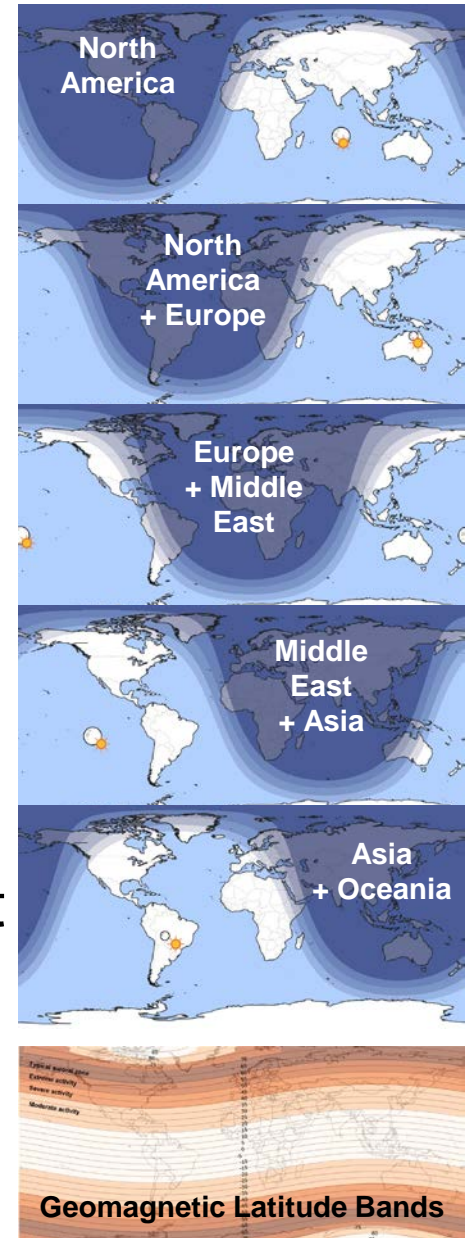 North
America
North
America
+ Europe
Europe
+ Middle
East
Middle
East
+ Asia
Asia
+ Oceania
Typical auroral zone
Extreme activity
Severe activity
Moderate activity
Geomagnetic Latitude Bands